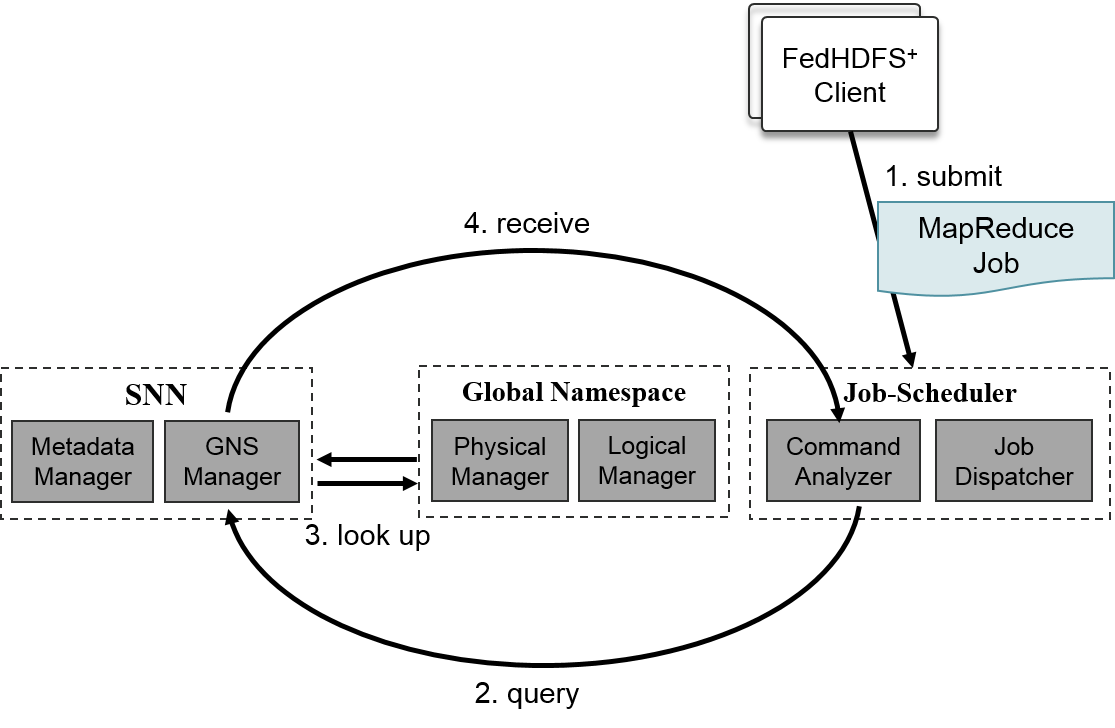 FedHDFS⁺
Client
1. submit
MapReduce
Job
4. receive
SNN
Metadata
Manager
GNS
Manager
Global Namespace
Physical
Manager
Logical
Manager
Job-Scheduler
Command
Analyzer
Job
Dispatcher
3. look up
2. query